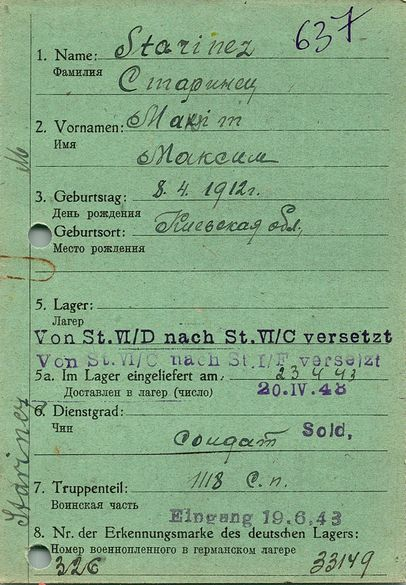 637
1. Name: Starinez
Фамилия
Старинец
2. Vornamen: Makim
Имя
Максим
3. Geburtstag: 8.4.1912г.
День рождения
Geburtsort: Киевская обл,
Место рождения
5. Lager:
Лагер
Von St.VI/D nach St.VI/C versetzt
Von St.VI/C nach St.I/F versetzt
5a. Im Lager eingeliefert am: 23 4 43
Доставлен в лагер (число) 20.IV.43
6. Dienstgrad:
Чин
солдат Sold,
7. Truppenteil: 1118 С.п.
Воинская часть
Eingang 19.6.43
8. Nr. der Erkennungsmarke des deutschen Lagers:
Номер военнопленного в германском лагере
326 33149
Starinez
M